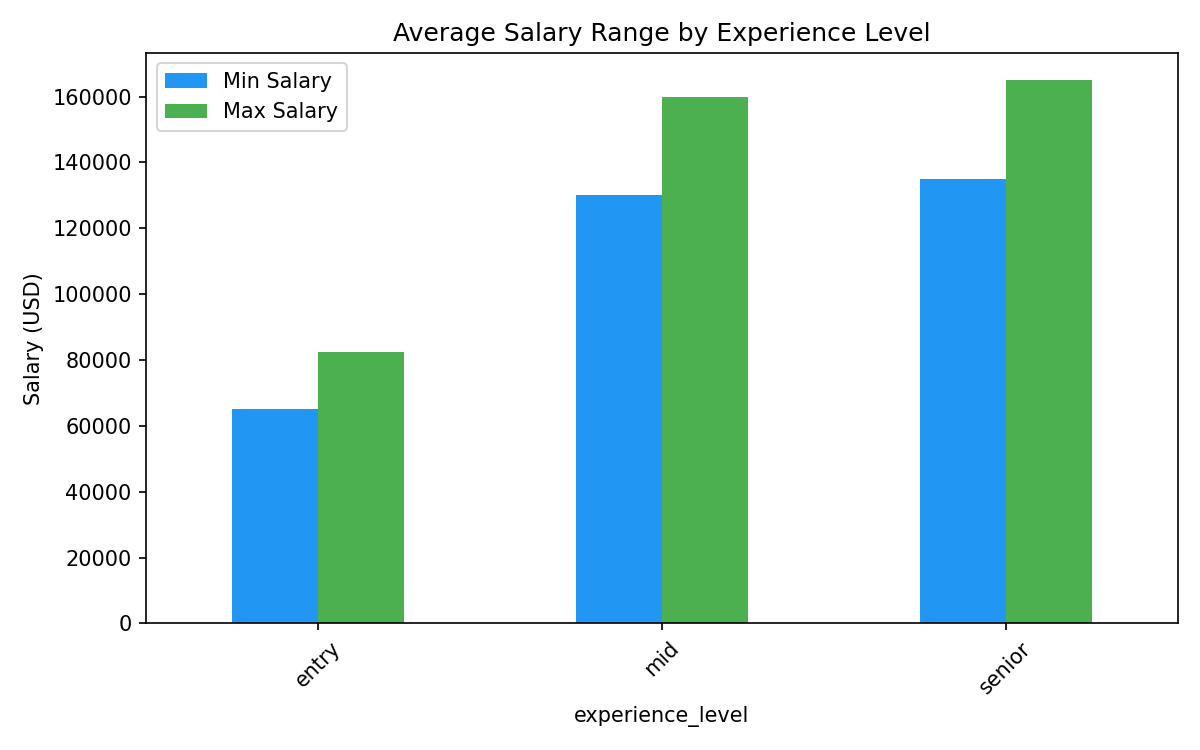 Average Salary Range by Experience Level
Min Salary
Max Salary
Salary (USD)
160000
140000
120000
100000
80000
60000
40000
20000
0
entry
mid
senior
experience_level